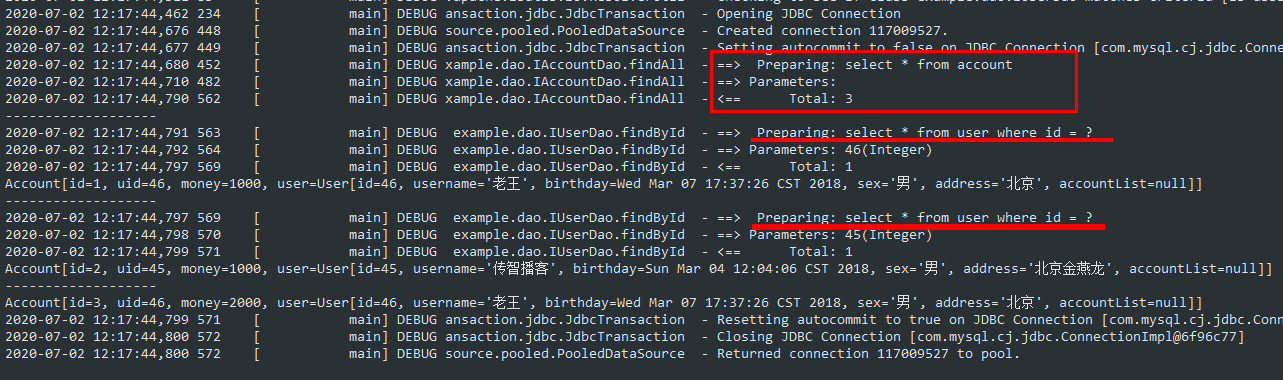 2020-07-02 12:17:44,462 234    [           main] DEBUG ansaction.jdbc.JdbcTransaction  - Opening JDBC Connection
2020-07-02 12:17:44,676 448    [           main] DEBUG source.pooled.PooledDataSource  - Created connection 117009527.
2020-07-02 12:17:44,677 449    [           main] DEBUG ansaction.jdbc.JdbcTransaction  - Setting autocommit to false on JDBC Connection [com.mysql.cj.jdbc.Conne
2020-07-02 12:17:44,680 452    [           main] DEBUG xample.dao.IAccountDao.findAll  - ==>  Preparing: select * from account
2020-07-02 12:17:44,710 482    [           main] DEBUG xample.dao.IAccountDao.findAll  - ==> Parameters:
2020-07-02 12:17:44,790 562    [           main] DEBUG xample.dao.IAccountDao.findAll  - <==      Total: 3
-------------------
2020-07-02 12:17:44,791 563    [           main] DEBUG  example.dao.IUserDao.findById  - ==>  Preparing: select * from user where id = ?
2020-07-02 12:17:44,792 564    [           main] DEBUG  example.dao.IUserDao.findById  - ==> Parameters: 46(Integer)
2020-07-02 12:17:44,797 569    [           main] DEBUG  example.dao.IUserDao.findById  - <==      Total: 1
Account[id=1, uid=46, money=1000, user=User[id=46, username='老王', birthday=Wed Mar 07 17:37:26 CST 2018, sex='男', address='北京', accountList=null]]
-------------------
2020-07-02 12:17:44,797 569    [           main] DEBUG  example.dao.IUserDao.findById  - ==>  Preparing: select * from user where id = ?
2020-07-02 12:17:44,798 570    [           main] DEBUG  example.dao.IUserDao.findById  - ==> Parameters: 45(Integer)
2020-07-02 12:17:44,799 571    [           main] DEBUG  example.dao.IUserDao.findById  - <==      Total: 1
Account[id=2, uid=45, money=1000, user=User[id=45, username='传智播客', birthday=Sun Mar 04 12:04:06 CST 2018, sex='男', address='北京金燕龙', accountList=null]]
-------------------
Account[id=3, uid=46, money=2000, user=User[id=46, username='老王', birthday=Wed Mar 07 17:37:26 CST 2018, sex='男', address='北京', accountList=null]]
2020-07-02 12:17:44,799 571    [           main] DEBUG ansaction.jdbc.JdbcTransaction  - Resetting autocommit to true on JDBC Connection [com.mysql.cj.jdbc.Conn
2020-07-02 12:17:44,800 572    [           main] DEBUG ansaction.jdbc.JdbcTransaction  - Closing JDBC Connection [com.mysql.cj.jdbc.ConnectionImpl@6f96c77]
2020-07-02 12:17:44,800 572    [           main] DEBUG source.pooled.PooledDataSource  - Returned connection 117009527 to pool.